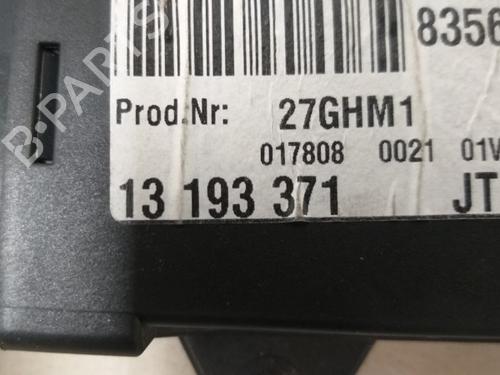 8356
Prod.Nr: 27GHM1
017808 0021 01V
13 193 371 JT
B-PARTS